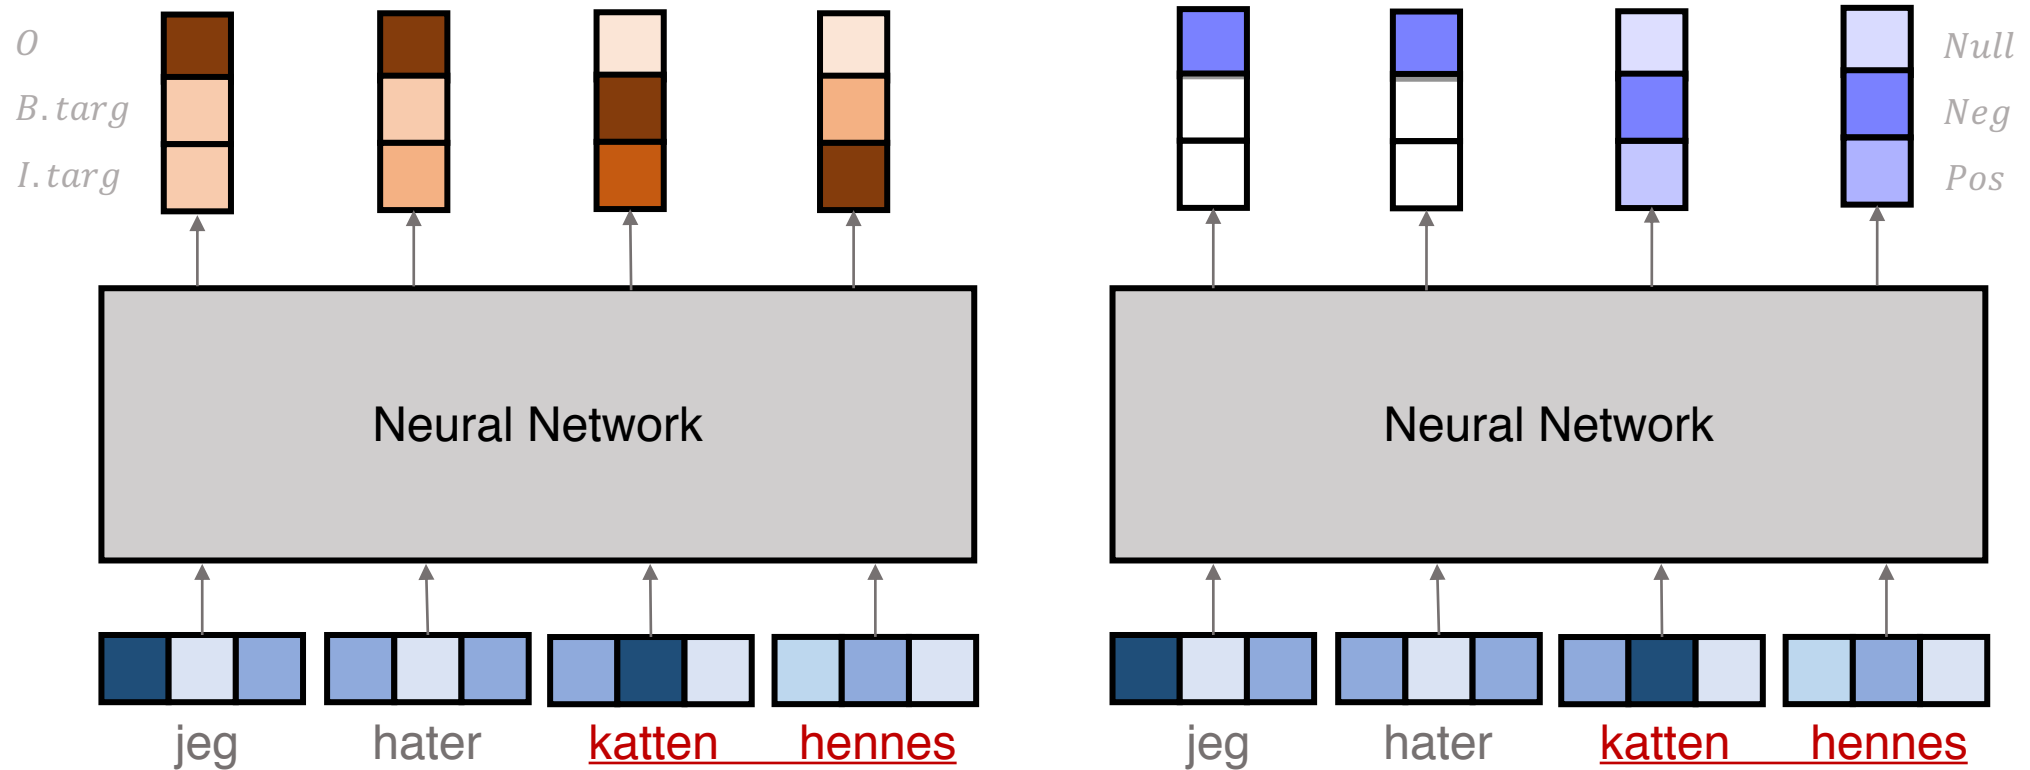 O
B.targ
I.targ
Neural Network
jeg hater katten hennes
Null
Neg
Pos
Neural Network
jeg hater katten hennes